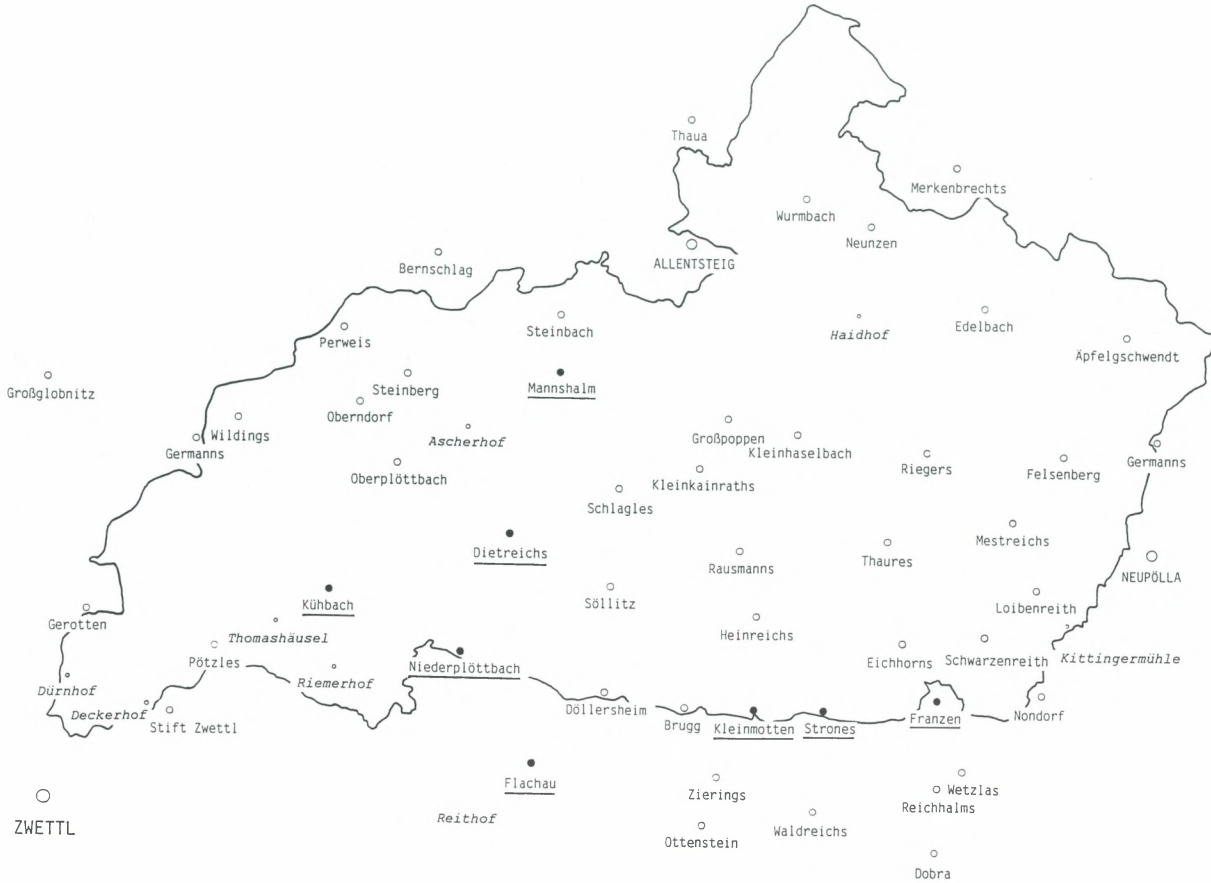 Thaua
Merkenbrechts
Wurmbach
Neunzen
ALLENTSTEIG
Bernschlag
Haidhof
Edelbach
Steinbach
Perweis
Äpfelgschwendt
Großglobnitz
Steinberg
Mannshalm
Oberndorf
Wildings
Ascherhof
Großpoppen
Kleinhaselbach
Germanns
Riegers
Germanns
Oberplöttbach
Kleinkainraths
Felsenberg
Schlagles
Mestreichs
Dietreichs
Rausmanns
Thaures
NEUPÖLLA
Kühbach
Söllitz
Loibenreith
Gerotten
Thomashäusel
Heinreichs
Pötzles
Niederplöttbach
Eichhorns
Schwarzenreith
Kittingermühle
Dürnhof
Riemerhof
Deckerhof
Stift Zwettl
Döllersheim
Brugg
Kleinmotten
Strones
Franzen
Nondorf
Flachau
Zierings
Wetzlas
Reichhalms
ZWETTL
Reithof
Ottenstein
Waldreichs
Dobra